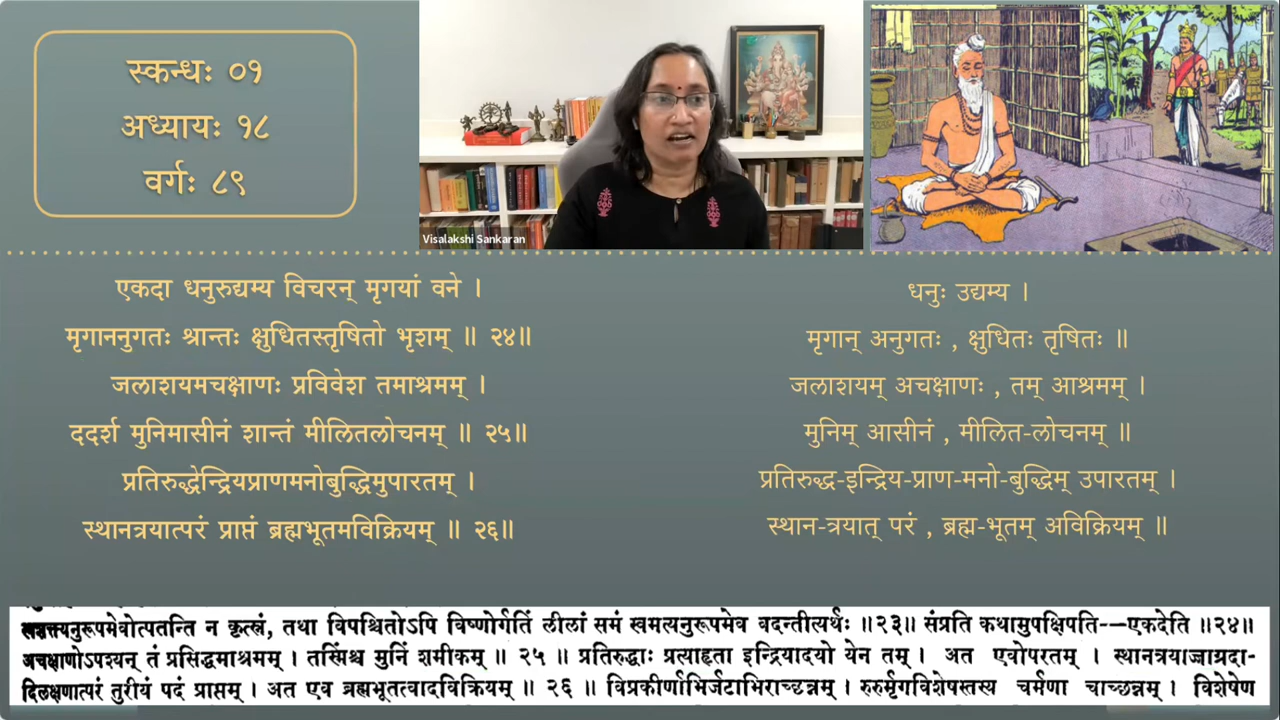 स्कन्धः ०१
अध्यायः १८
वर्गः ८९
Visalakshi Sankaran
एकदा धनुरुद्यम्य विचरन् मृगयां वने ।
मृगाननुगतः श्रान्तः क्षुधितस्तृषितो भृशम् ॥ २४॥
जलाशयमचक्षाणः प्रविवेश तमाश्रमम् ।
ददर्श मुनिमासीनं शान्तं मीलितलोचनम् ॥ २५॥
प्रतिरुद्धेन्द्रियप्राणमनोबुद्धिमुपारतम् ।
स्थानत्रयात्परं प्राप्तं ब्रह्मभूतमविक्रियम् ॥ २६॥
धनुः उद्यम्य ।
मृगान् अनुगतः , क्षुधितः तृषितः ॥
जलाशयम् अचक्षाणः , तम् आश्रमम् ।
मुनिम् आसीनं , मीलित-लोचनम् ॥
प्रतिरुद्ध-इन्द्रिय-प्राण-मनो-बुद्धिम् उपारतम् ।
स्थान-त्रयात् परं , ब्रह्म-भूतम् अविक्रियम् ॥
न कृत्स्नं, तथा विपश्चितोऽपि विष्णोर्गतिं लीलां समं स्वमत्यनुरूपमेव वदन्तीत्यर्थः ॥२३॥ संप्रति कथामुपक्षिपति––एकदेति ॥२४॥
अचक्षाणोऽपश्यन् तं प्रसिद्धमाश्रमम् । तस्मिंश्च मुनिं शमीकम् ॥ २५ ॥ प्रतिरुद्धाः प्रत्याहृता इन्द्रियादयो येन तम् । अत एवोपरतम् । स्थानत्रयाज्जाग्रदा-
दिलक्षणात्परं तुरीयं पदं प्राप्तम् । अत एव ब्रह्मभूतत्वादविक्रियम् ॥ २६ ॥ विप्रकीर्णाभिर्जटाभिराच्छन्नम् । रुरुर्मृगविशेषस्तस्य चर्मणा चाच्छन्नम् । विशेषेण